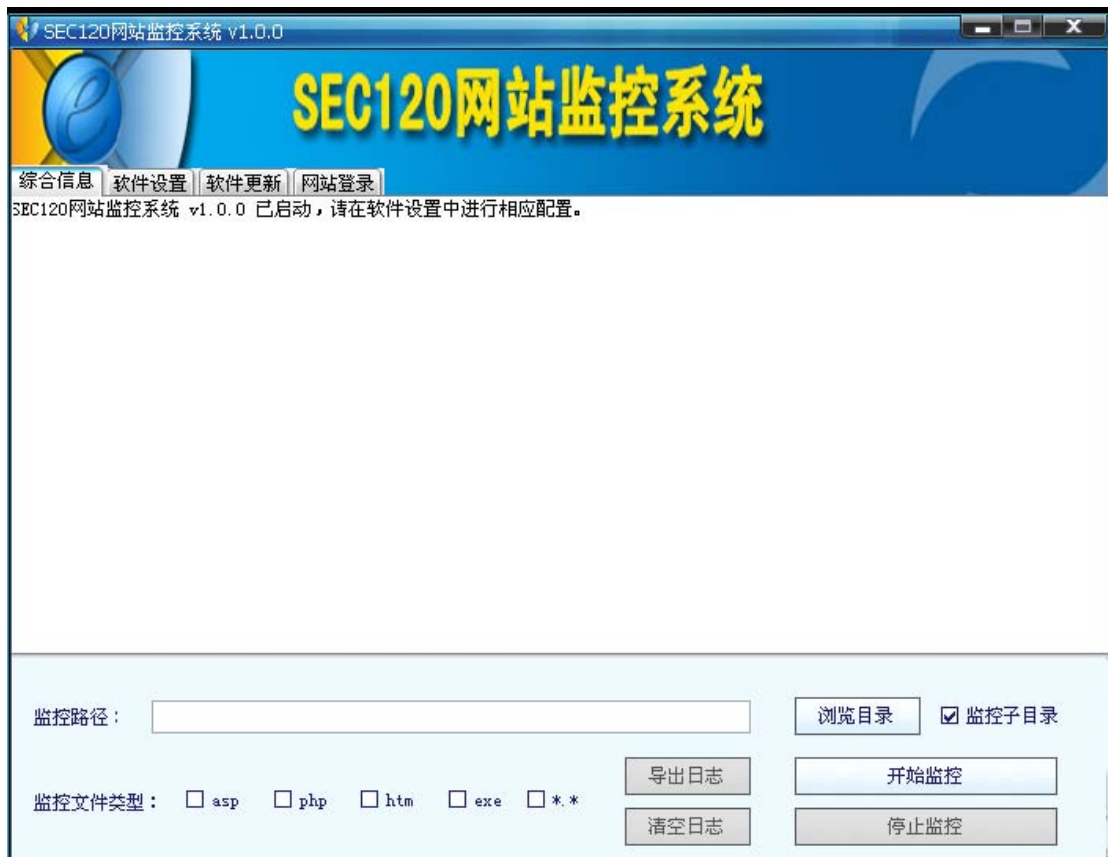 SEC120网站监控系统 v1.0.0
SEC120网站监控系统
综合信息 软件设置 软件更新 网站登录
SEC120网站监控系统 v1.0.0 已启动，请在软件设置中进行相应配置。
监控路径： 浏览目录 监控子目录
导出日志 开始监控
监控文件类型： asp php htm exe *.*
清空日志 停止监控